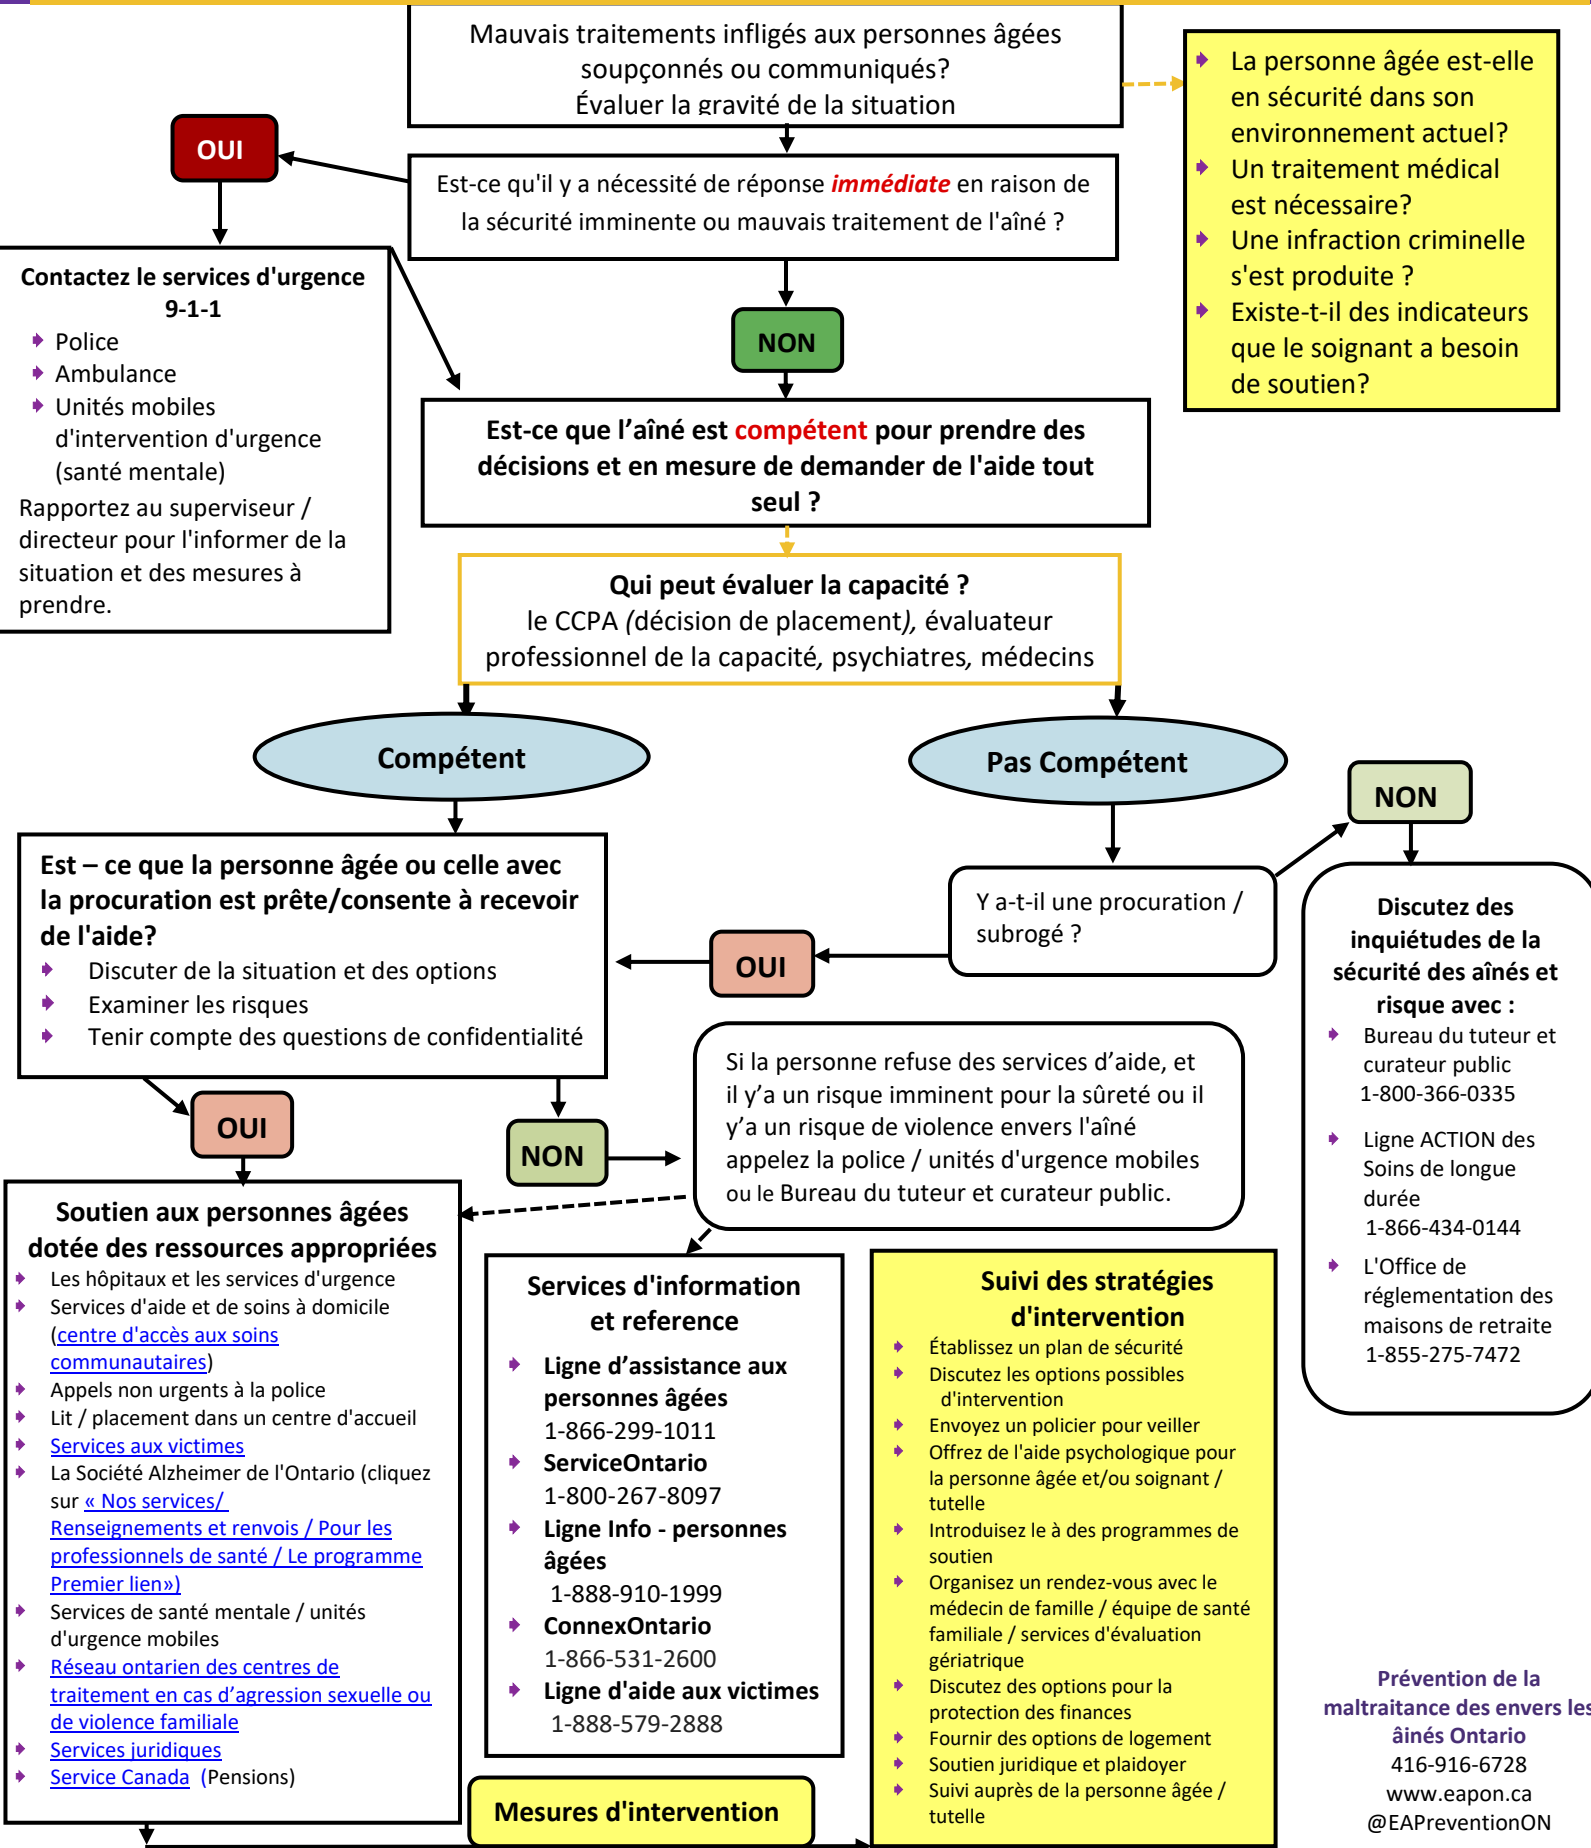 Mauvais traitements infligés aux personnes âgées
soupçonnés ou communiqués?
Évaluer la gravité de la situation
La personne âgée est-elle
en sécurité dans son
environnement actuel?
Un traitement médical
est nécessaire?
Une infraction criminelle
s'est produite ?
Existe-t-il des indicateurs
que le soignant a besoin
de soutien?
OUI
Est-ce qu'il y a nécessité de réponse immédiate en raison de
la sécurité imminente ou mauvais traitement de l'aîné ?
Contactez le services d'urgence
9-1-1
Police
Ambulance
Unités mobiles
d'intervention d'urgence
(santé mentale)
Rapportez au superviseur /
directeur pour l'informer de la
situation et des mesures à
prendre.
NON
Est-ce que l’aîné est compétent pour prendre des
décisions et en mesure de demander de l'aide tout
seul ?
Qui peut évaluer la capacité ?
le CCPA (décision de placement), évaluateur
professionnel de la capacité, psychiatres, médecins
Compétent
Pas Compétent
NON
Est – ce que la personne âgée ou celle avec
la procuration est prête/consente à recevoir
de l'aide?
Discuter de la situation et des options
Examiner les risques
Tenir compte des questions de confidentialité
OUI
Y a-t-il une procuration /
subrogé ?
Discutez des
inquiétudes de la
sécurité des aînés et
risque avec :
Bureau du tuteur et
curateur public
1-800-366-0335
Ligne ACTION des
Soins de longue
durée
1-866-434-0144
L'Office de
réglementation des
maisons de retraite
1-855-275-7472
OUI
NON
Si la personne refuse des services d’aide, et
il y’a un risque imminent pour la sûreté ou il
y’a un risque de violence envers l'aîné
appelez la police / unités d'urgence mobiles
ou le Bureau du tuteur et curateur public.
Soutien aux personnes âgées
dotée des ressources appropriées
Les hôpitaux et les services d'urgence
Services d'aide et de soins à domicile
(centre d'accès aux soins
communautaires)
Appels non urgents à la police
Lit / placement dans un centre d'accueil
Services aux victimes
La Société Alzheimer de l'Ontario (cliquez
sur « Nos services/
Renseignements et renvois / Pour les
professionnels de santé / Le programme
Premier lien»)
Services de santé mentale / unités
d'urgence mobiles
Réseau ontarien des centres de
traitement en cas d’agression sexuelle ou
de violence familiale
Services juridiques
Service Canada (Pensions)
Services d'information
et reference
Ligne d’assistance aux
personnes âgées
1-866-299-1011
ServiceOntario
1-800-267-8097
Ligne Info - personnes
âgées
1-888-910-1999
ConnexOntario
1-866-531-2600
Ligne d'aide aux victimes
1-888-579-2888
Suivi des stratégies
d'intervention
Établissez un plan de sécurité
Discutez les options possibles
d'intervention
Envoyez un policier pour veiller
Offrez de l'aide psychologique pour
la personne âgée et/ou soignant /
tutelle
Introduisez le à des programmes de
soutien
Organisez un rendez-vous avec le
médecin de famille / équipe de santé
familiale / services d'évaluation
gériatrique
Discutez des options pour la
protection des finances
Fournir des options de logement
Soutien juridique et plaidoyer
Suivi auprès de la personne âgée /
tutelle
Mesures d'intervention
Prévention de la
maltraitance des envers les
âinés Ontario
416-916-6728
www.eapon.ca
@EAPreventionON